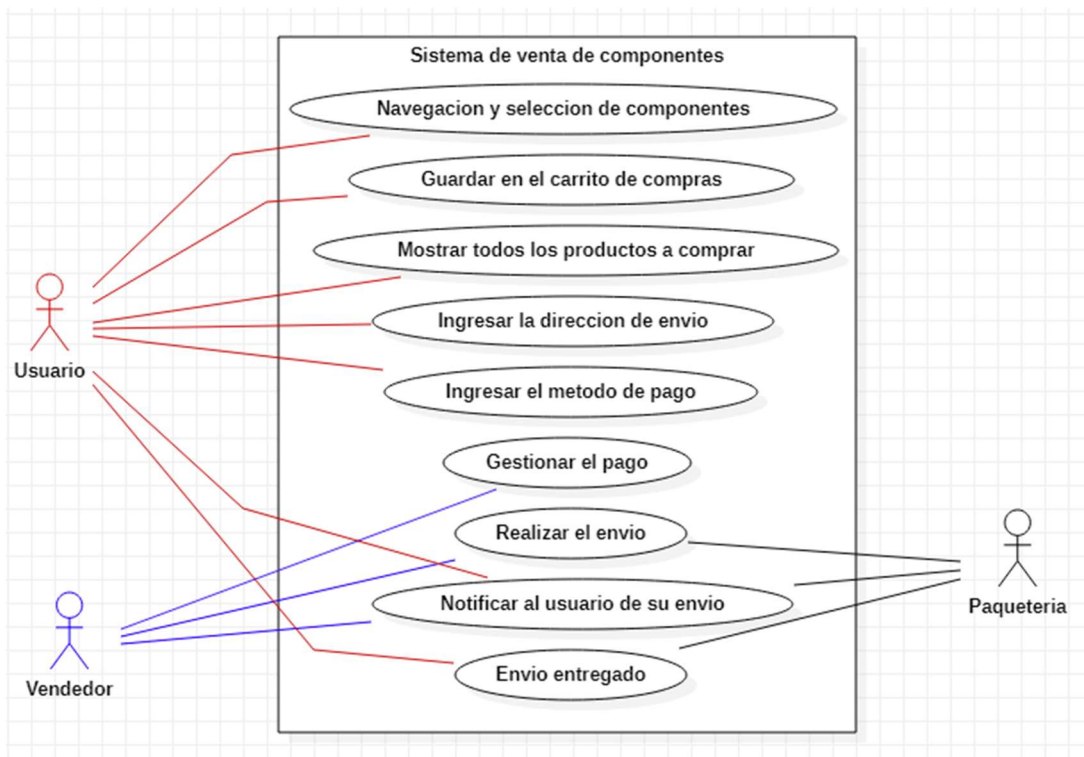 Sistema de venta de componentes
Navegacion y seleccion de componentes
Guardar en el carrito de compras
Mostrar todos los productos a comprar
Ingresar la direccion de envio
Usuario
Ingresar el metodo de pago
Gestionar el pago
Realizar el envio
Notificar al usuario de su envio
Paqueteria
Envio entregado
Vendedor